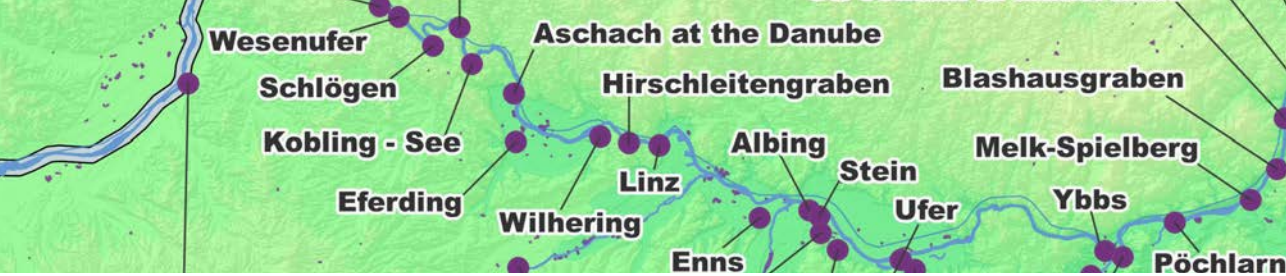 Wesenufer
Aschach at the Danube
Schlögen
Hirschleitengraben
Blashausgraben
Kobling - See
Albing
Melk-Spielberg
Linz
Stein
Eferding
Wilhering
Ufer
Ybbs
Enns
Pöchlarn